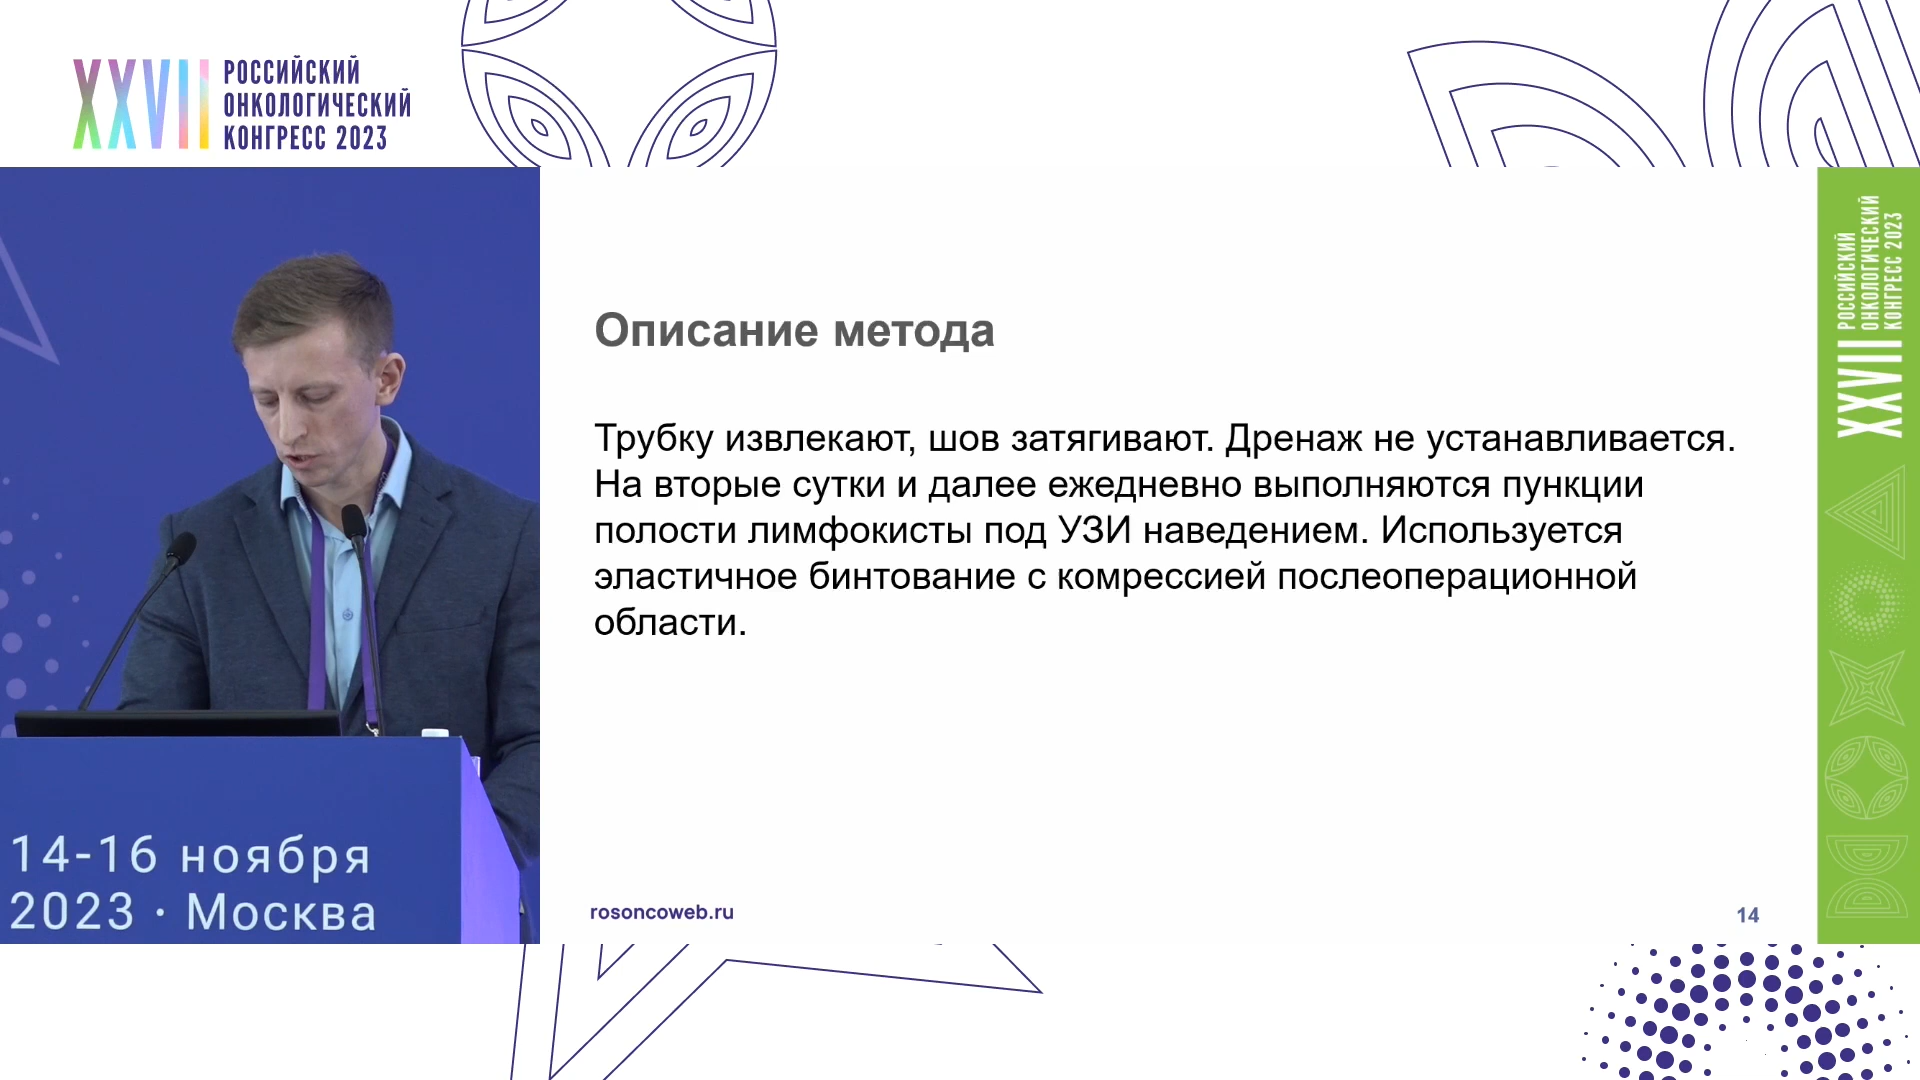 XXVII
РОССИЙСКИЙ
ОНКОЛОГИЧЕСКИЙ
КОНГРЕСС 2023
14-16 ноября
2023 · Москва
Описание метода
Трубку извлекают, шов затягивают. Дренаж не устанавливается.
На вторые сутки и далее ежедневно выполняются пункции
полости лимфокисты под УЗИ наведением. Используется
эластичное бинтование с комрессией послеоперационной
области.
rosoncoweb.ru
14
XXVII
РОССИЙСКИЙ
ОНКОЛОГИЧЕСКИЙ
КОНГРЕСС 2023